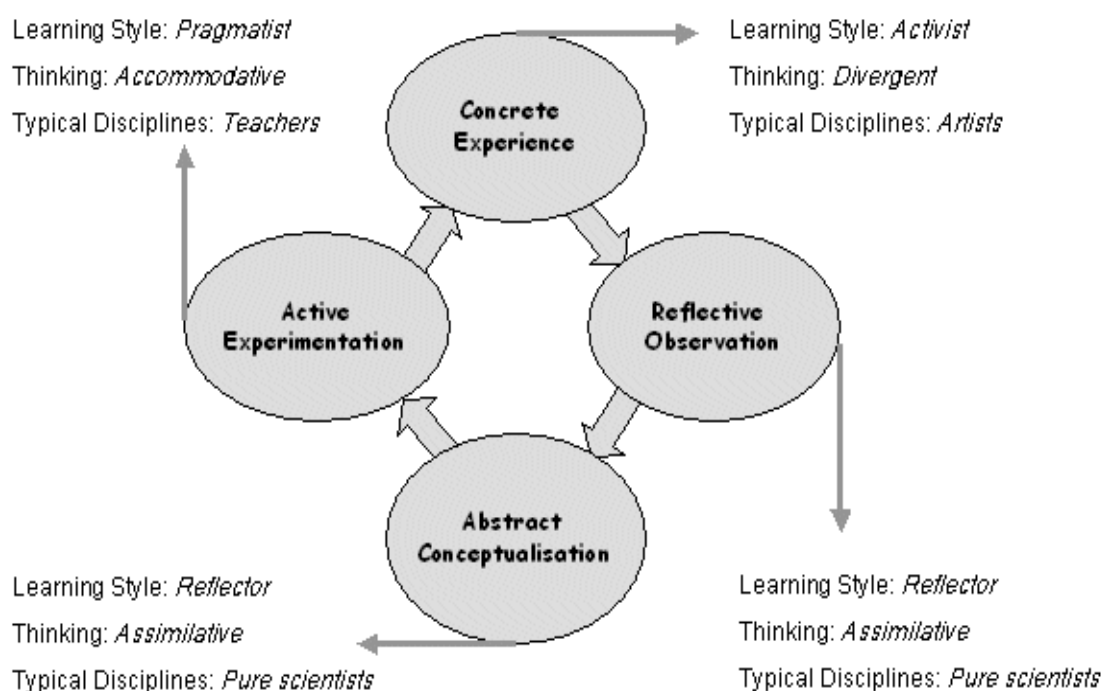 Learning Style: Pragmatist
Thinking: Accommodative
Typical Disciplines: Teachers
Learning Style: Activist
Thinking: Divergent
Typical Disciplines: Artists
Concrete
Experience
Active
Experimentation
Reflective
Observation
Abstract
Conceptualisation
Learning Style: Reflector
Thinking: Assimilative
Typical Disciplines: Pure scientists
Learning Style: Reflector
Thinking: Assimilative
Typical Disciplines: Pure scientists